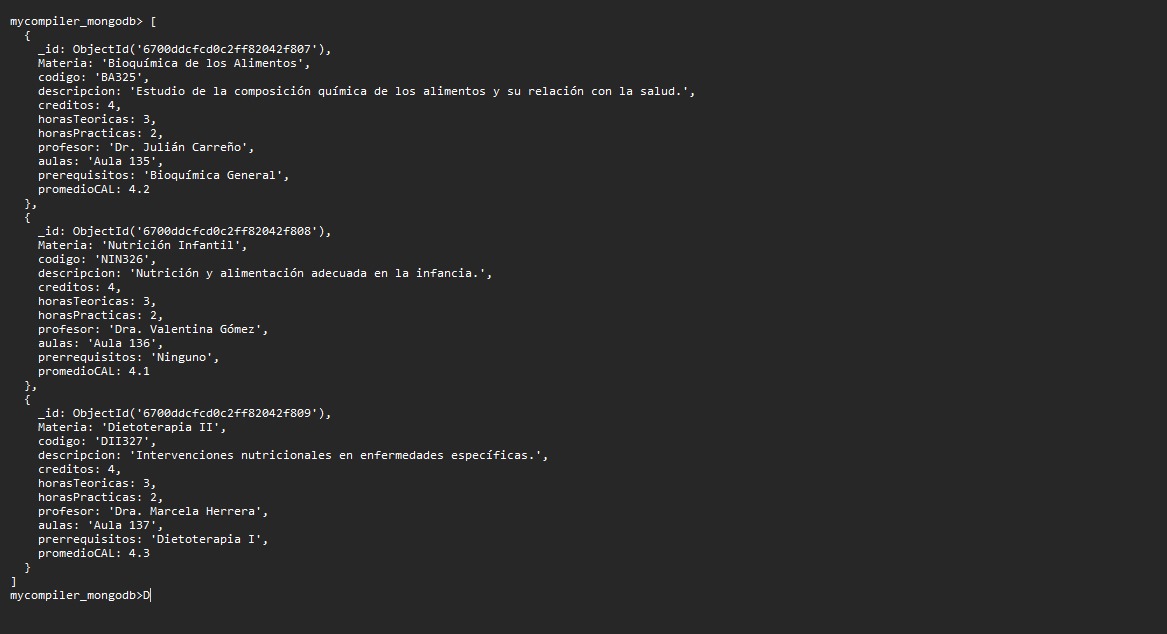 mycompiler_mongodb> [
  {
    _id: ObjectId('6700ddcfcd0c2ff82042f807'),
    Materia: 'Bioquímica de los Alimentos',
    codigo: 'BA325',
    descripcion: 'Estudio de la composición química de los alimentos y su relación con la salud.',
    creditos: 4,
    horasTeoricas: 3,
    horasPracticas: 2,
    profesor: 'Dr. Julián Carreño',
    aulas: 'Aula 135',
    prerequisitos: 'Bioquímica General',
    promedioCAL: 4.2
  },
  {
    _id: ObjectId('6700ddcfcd0c2ff82042f808'),
    Materia: 'Nutrición Infantil',
    codigo: 'NIN326',
    descripcion: 'Nutrición y alimentación adecuada en la infancia.',
    creditos: 4,
    horasTeoricas: 3,
    horasPracticas: 2,
    profesor: 'Dra. Valentina Gómez',
    aulas: 'Aula 136',
    prerrequisitos: 'Ninguno',
    promedioCAL: 4.1
  },
  {
    _id: ObjectId('6700ddcfcd0c2ff82042f809'),
    Materia: 'Dietoterapia II',
    codigo: 'DII327',
    descripcion: 'Intervenciones nutricionales en enfermedades específicas.',
    creditos: 4,
    horasTeoricas: 3,
    horasPracticas: 2,
    profesor: 'Dra. Marcela Herrera',
    aulas: 'Aula 137',
    prerrequisitos: 'Dietoterapia I',
    promedioCAL: 4.3
  }
]
mycompiler_mongodb>D